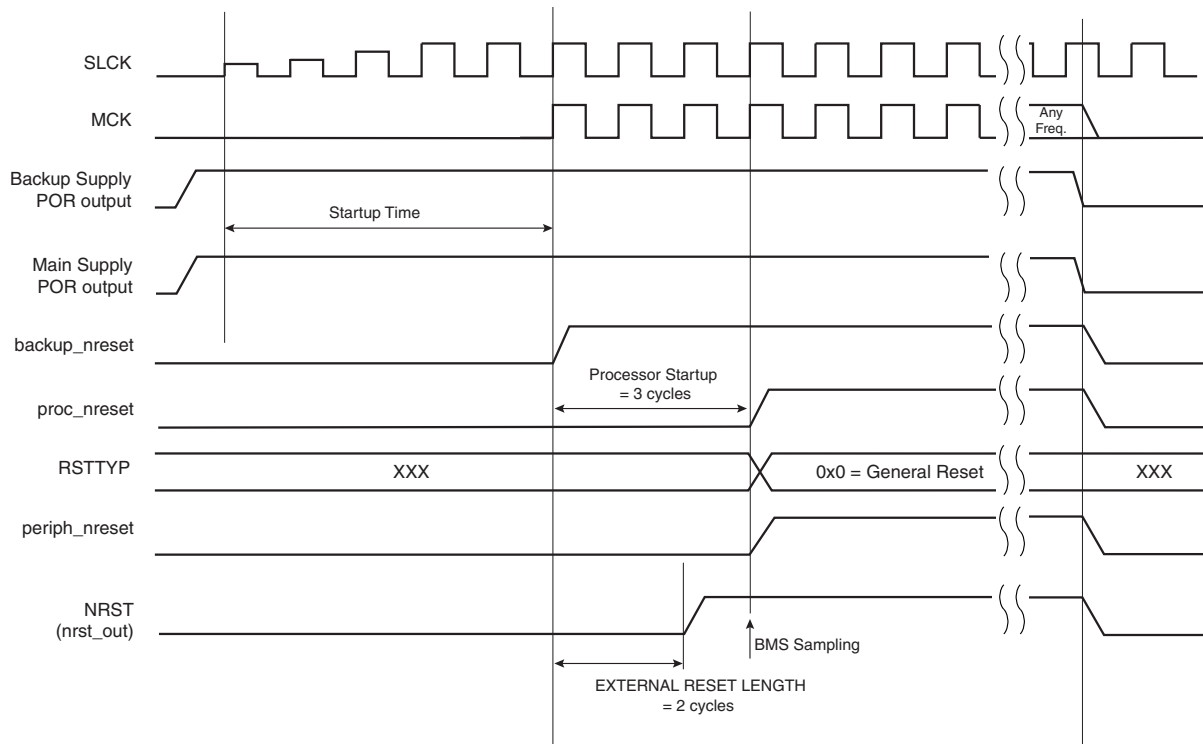 SLCK
MCK
Any
Freq.
Backup Supply
POR output
Startup Time
Main Supply
POR output
backup_nreset
Processor Startup
= 3 cycles
proc_nreset
RSTTYP
XXX
0x0 = General Reset
XXX
periph_nreset
NRST
(nrst_out)
BMS Sampling
EXTERNAL RESET LENGTH
= 2 cycles